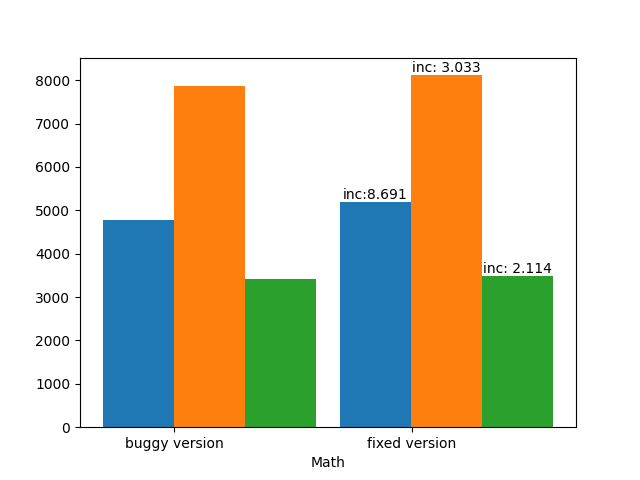 8000
7000
6000
5000
4000
3000
2000
1000
0
inc: 3.033
inc:8.691
inc: 2.114
buggy version
fixed version
Math